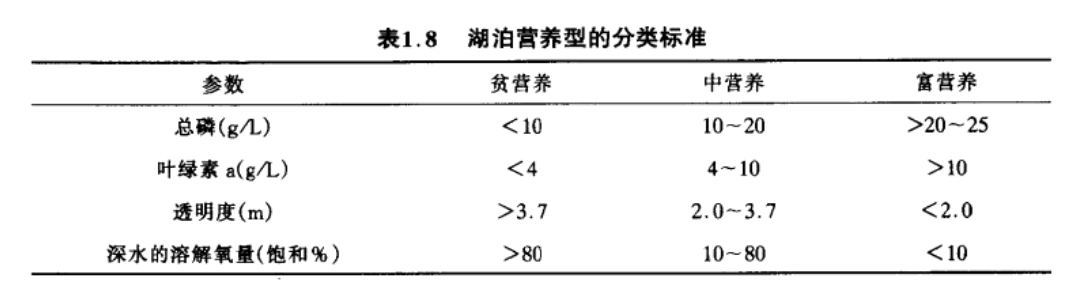 表1.8 湖泊营养型的分类标准
参数 贫营养 中营养 富营养
总磷(g/L) <10 10~20 >20~25
叶绿素 a(g/L) <4 4~10 >10
透明度(m) >3.7 2.0~3.7 <2.0
深水的溶解氧量(饱和%) >80 10~80 <10